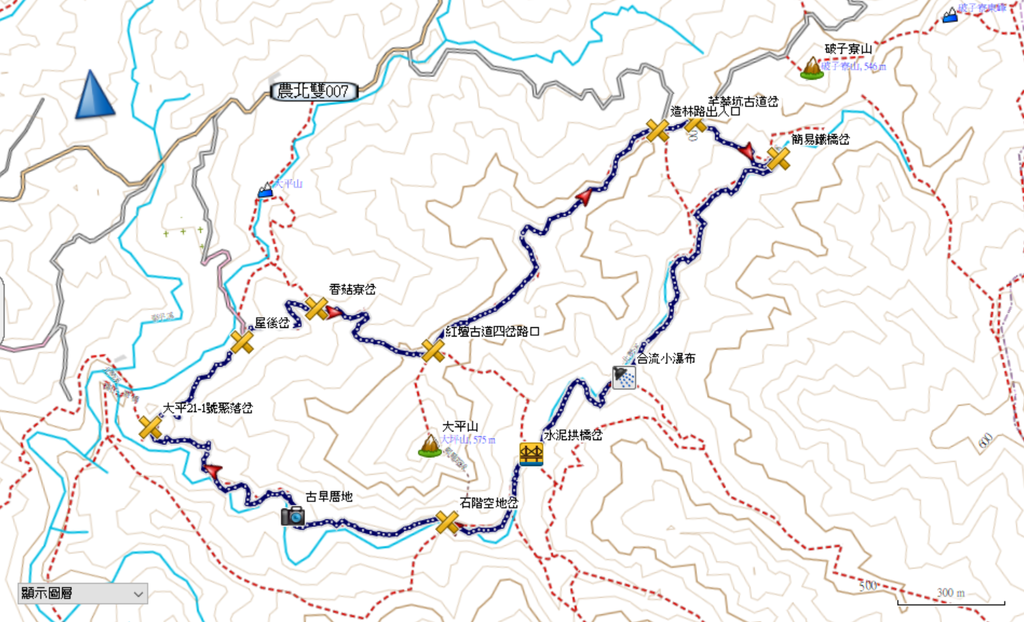 破子寮山
破子寮山, 546 m
農北雙007
芊蓁坑古道岔
造林路出入口
簡易鐵橋岔
大平山
香菇寮岔
屋後岔
紅壇古道四岔路口
合流小瀑布
大平21-1號聚落岔
大平山
大坪山, 575 m
水泥拱橋岔
古早厝地
石階空地岔
600
500
300 m
顯示圖層